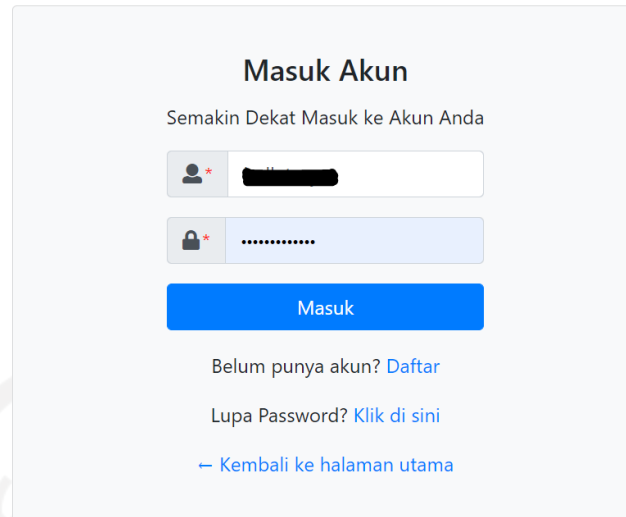 Masuk Akun
Semakin Dekat Masuk ke Akun Anda
*
*
•••••••••••••
Masuk
Belum punya akun? Daftar
Lupa Password? Klik di sini
← Kembali ke halaman utama